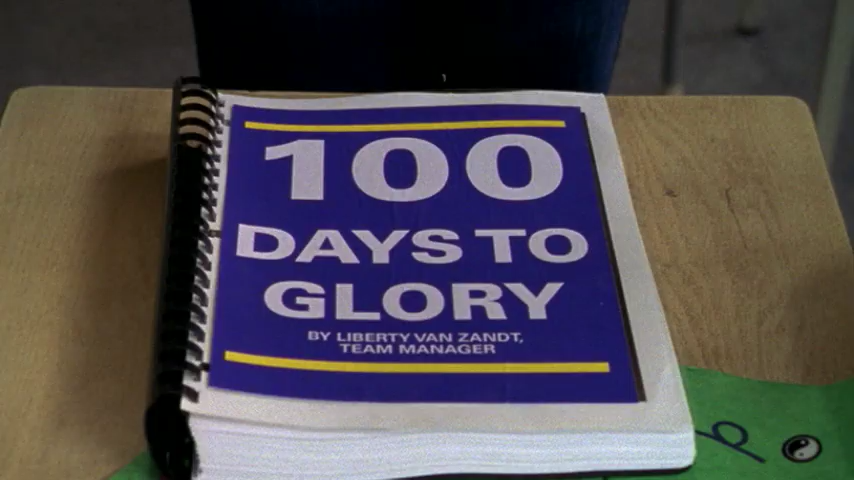 100
DAYS TO
GLORY
BY LIBERTY VAN ZANDT,
TEAM MANAGER